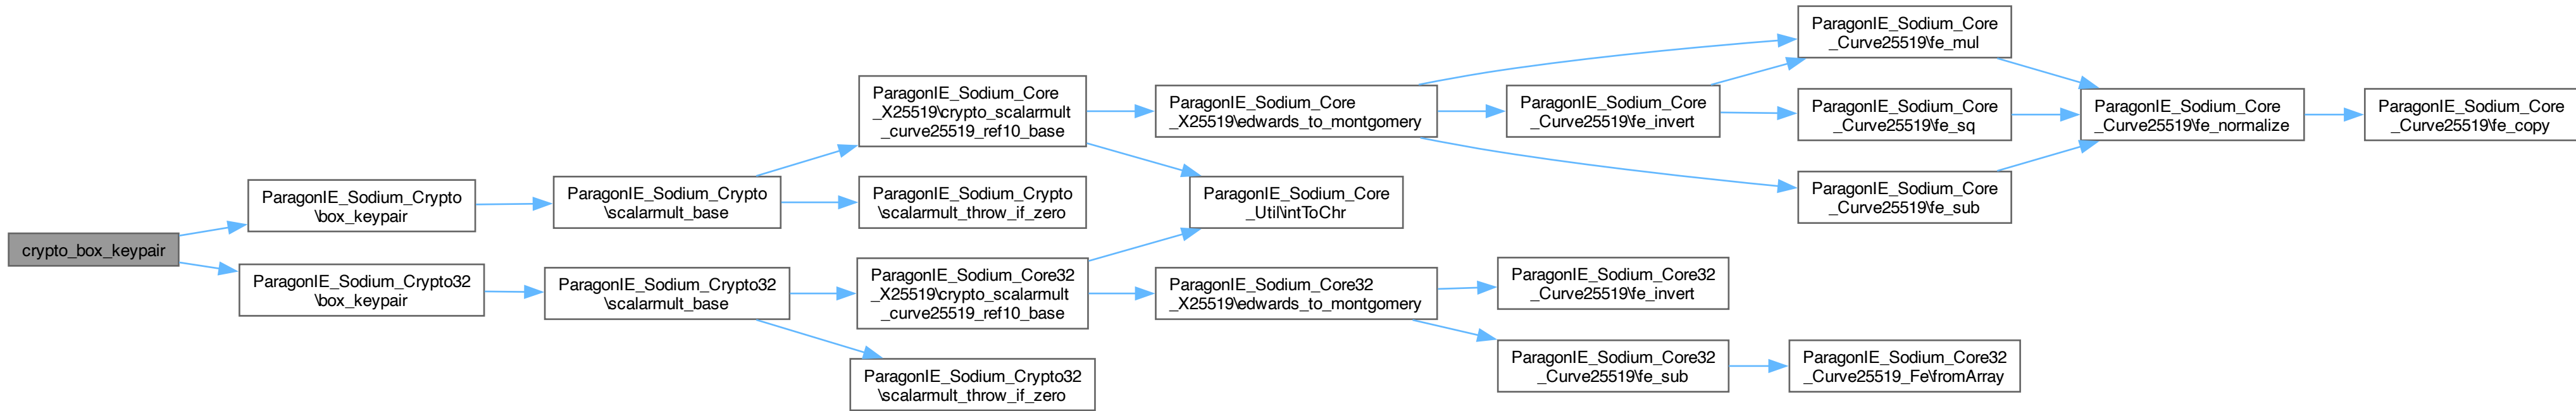 crypto_box_keypair
ParagonIE_Sodium_Crypto
\box_keypair
ParagonIE_Sodium_Crypto32
\box_keypair
ParagonIE_Sodium_Crypto
\scalarmult_base
ParagonIE_Sodium_Crypto32
\scalarmult_base
ParagonIE_Sodium_Core
_X25519\crypto_scalarmult
_curve25519_ref10_base
ParagonIE_Sodium_Crypto
\scalarmult_throw_if_zero
ParagonIE_Sodium_Core32
_X25519\crypto_scalarmult
_curve25519_ref10_base
ParagonIE_Sodium_Crypto32
\scalarmult_throw_if_zero
ParagonIE_Sodium_Core
_X25519\edwards_to_montgomery
ParagonIE_Sodium_Core
_Util\intToChr
ParagonIE_Sodium_Core32
_X25519\edwards_to_montgomery
ParagonIE_Sodium_Core
_Curve25519\fe_invert
ParagonIE_Sodium_Core32
_Curve25519\fe_invert
ParagonIE_Sodium_Core32
_Curve25519\fe_sub
ParagonIE_Sodium_Core
_Curve25519\fe_mul
ParagonIE_Sodium_Core
_Curve25519\fe_sq
ParagonIE_Sodium_Core
_Curve25519\fe_sub
ParagonIE_Sodium_Core32
_Curve25519_Fe\fromArray
ParagonIE_Sodium_Core
_Curve25519\fe_normalize
ParagonIE_Sodium_Core
_Curve25519\fe_copy